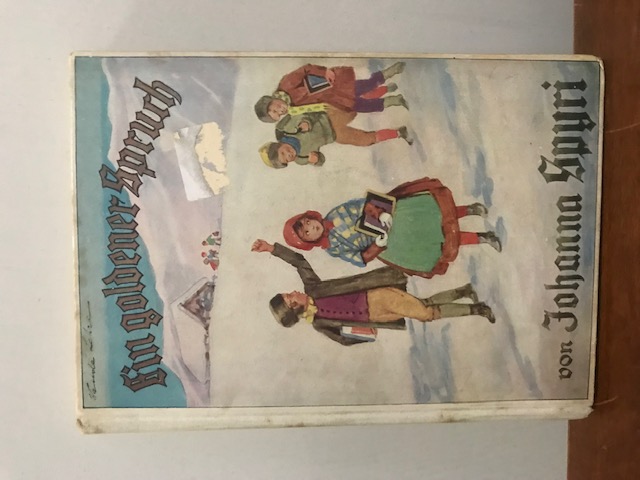 Ein goldener Spruch
von Johanna Spyri